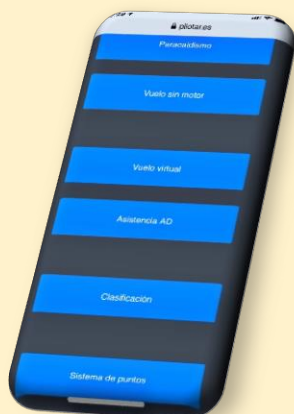 pilotar.es
Paracaidismo
Vuelo sin motor
Vuelo virtual
Asistencia AD
Clasificación
Sistema de puntos